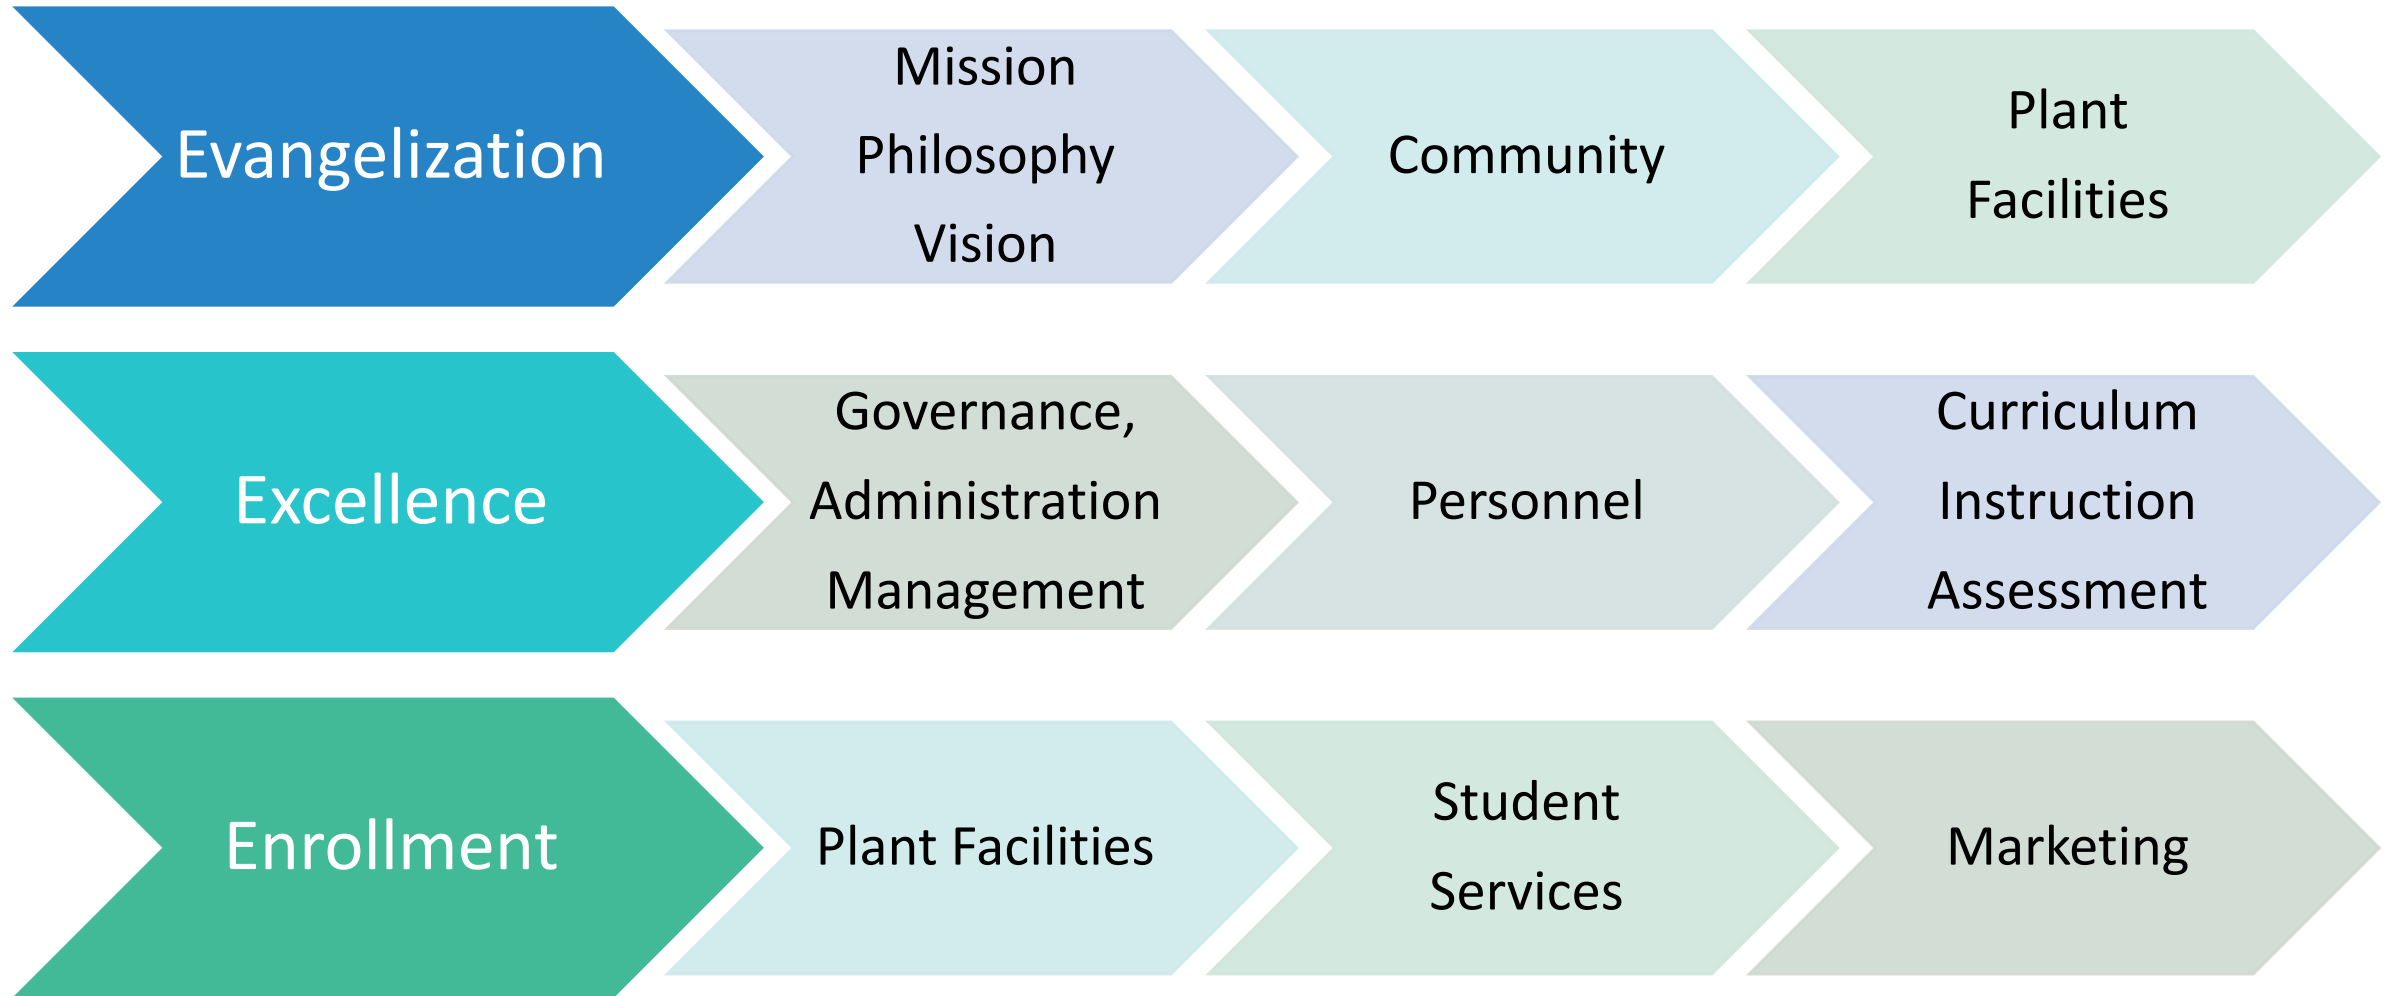 Evangelization
Mission
Philosophy
Vision
Community
Plant
Facilities
Excellence
Governance,
Administration
Management
Personnel
Curriculum
Instruction
Assessment
Enrollment
Plant Facilities
Student
Services
Marketing